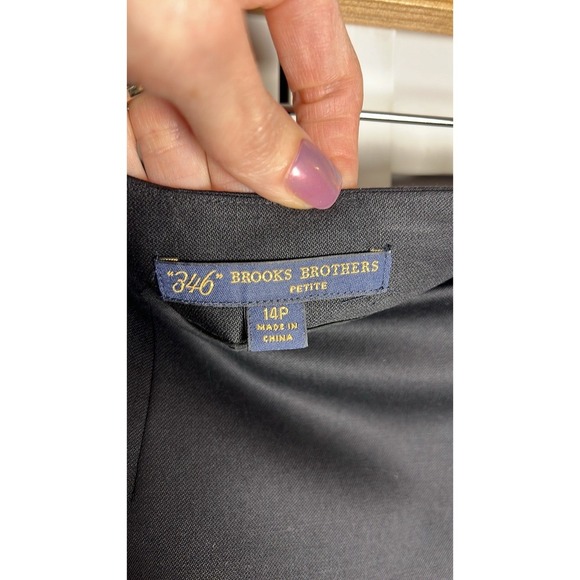 "346" BROOKS BROTHERS
PETITE
14P
MADE IN
CHINA